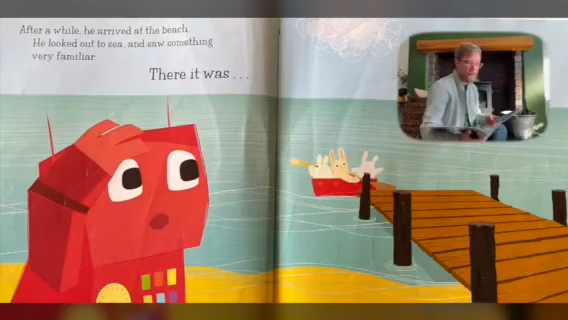 After a while, he arrived at the beach.
He looked out to sea, and saw something
very familiar.
There it was . . .